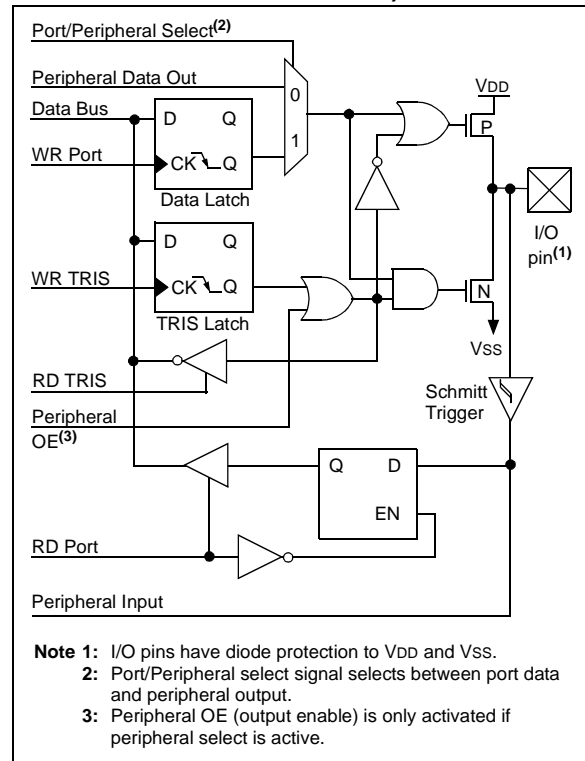 Port/Peripheral Select(2)
Peripheral Data Out
Data Bus
WR Port
D Q
CK Q
Data Latch
0
1
VDD
P
I/O
pin(1)
WR TRIS
D Q
CK Q
TRIS Latch
N
VSS
RD TRIS
Schmitt
Trigger
Peripheral
OE(3)
Q D
EN
RD Port
Peripheral Input
Note 1: I/O pins have diode protection to VDD and VSS.
2: Port/Peripheral select signal selects between port data
and peripheral output.
3: Peripheral OE (output enable) is only activated if
peripheral select is active.